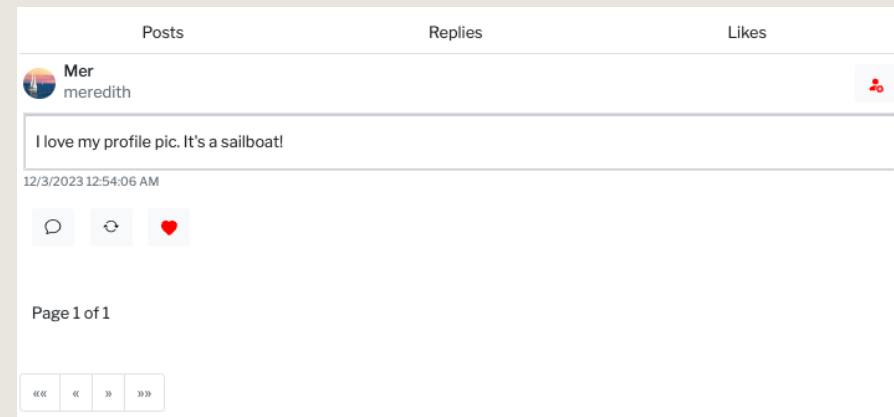 Posts Replies Likes
Mer
meredith
I love my profile pic. It's a sailboat!
12/3/2023 12:54:06 AM
Page 1 of 1
«« « » »»